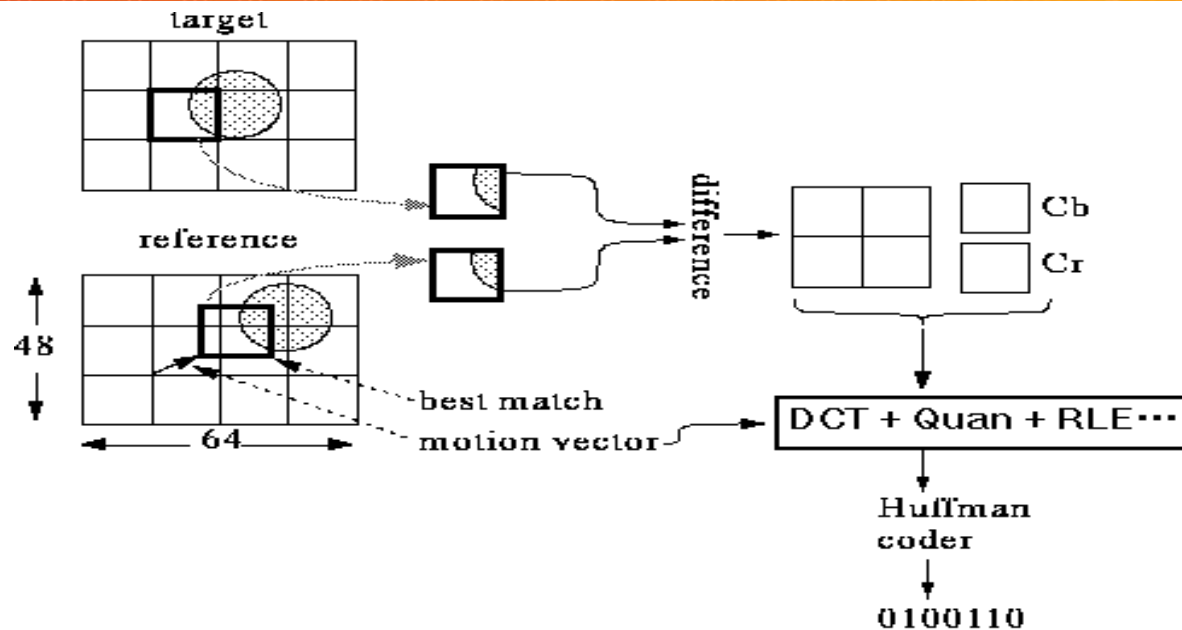 target
reference
48
64
best match
motion vector
difference
Cb
Cr
DCT + Quan + RLE···
Huffman
coder
0100110